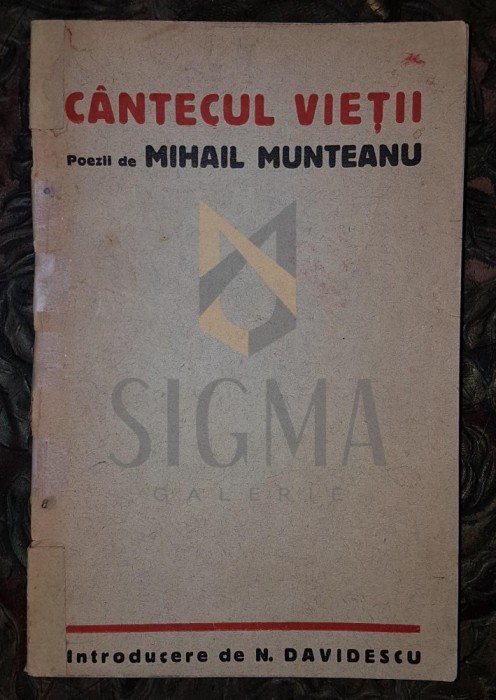 CÂNTECUL VIEȚII
Poezii de MIHAIL MUNTEANU
SIGMA
GALERIE
Introducere de N. DAVIDESCU